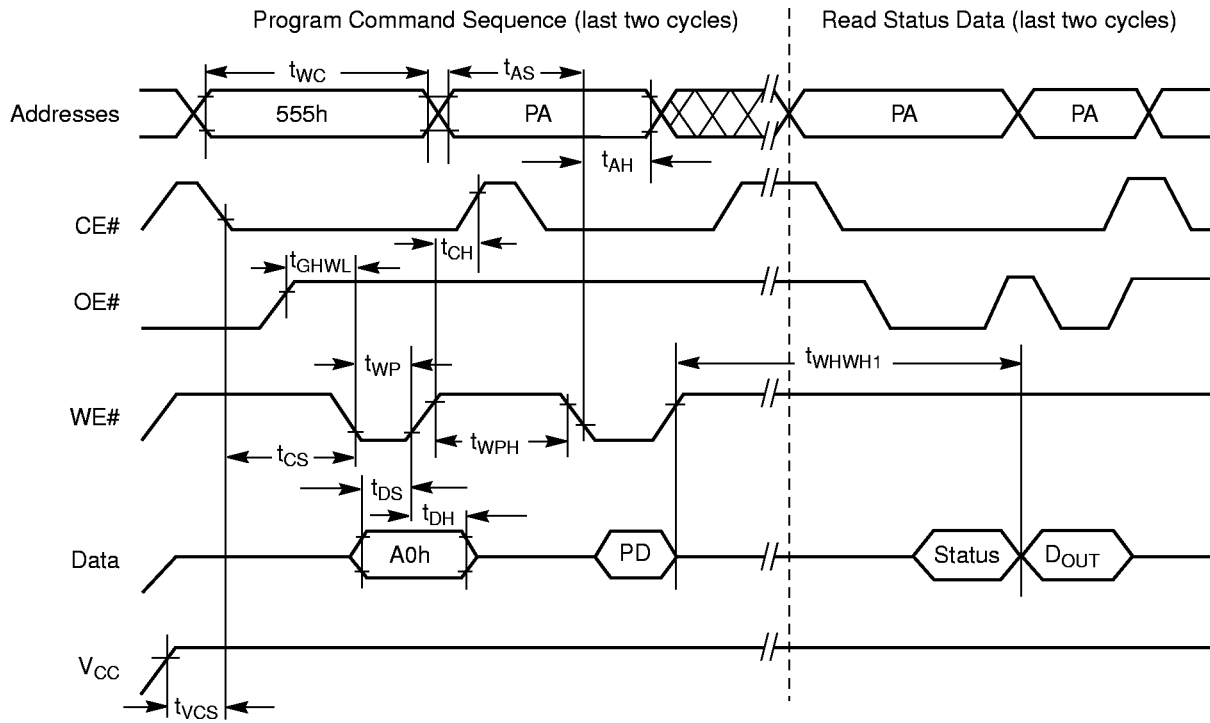 Program Command Sequence (last two cycles) Read Status Data (last two cycles)
tWC tAS
Addresses 555h PA PA PA
tAH
CE#
tCH
tGHWL
OE#
tWP tWHWH1
WE#
tWPH
tCS
tDS
tDH
Data A0h PD Status DOUT
VCC
tVCS